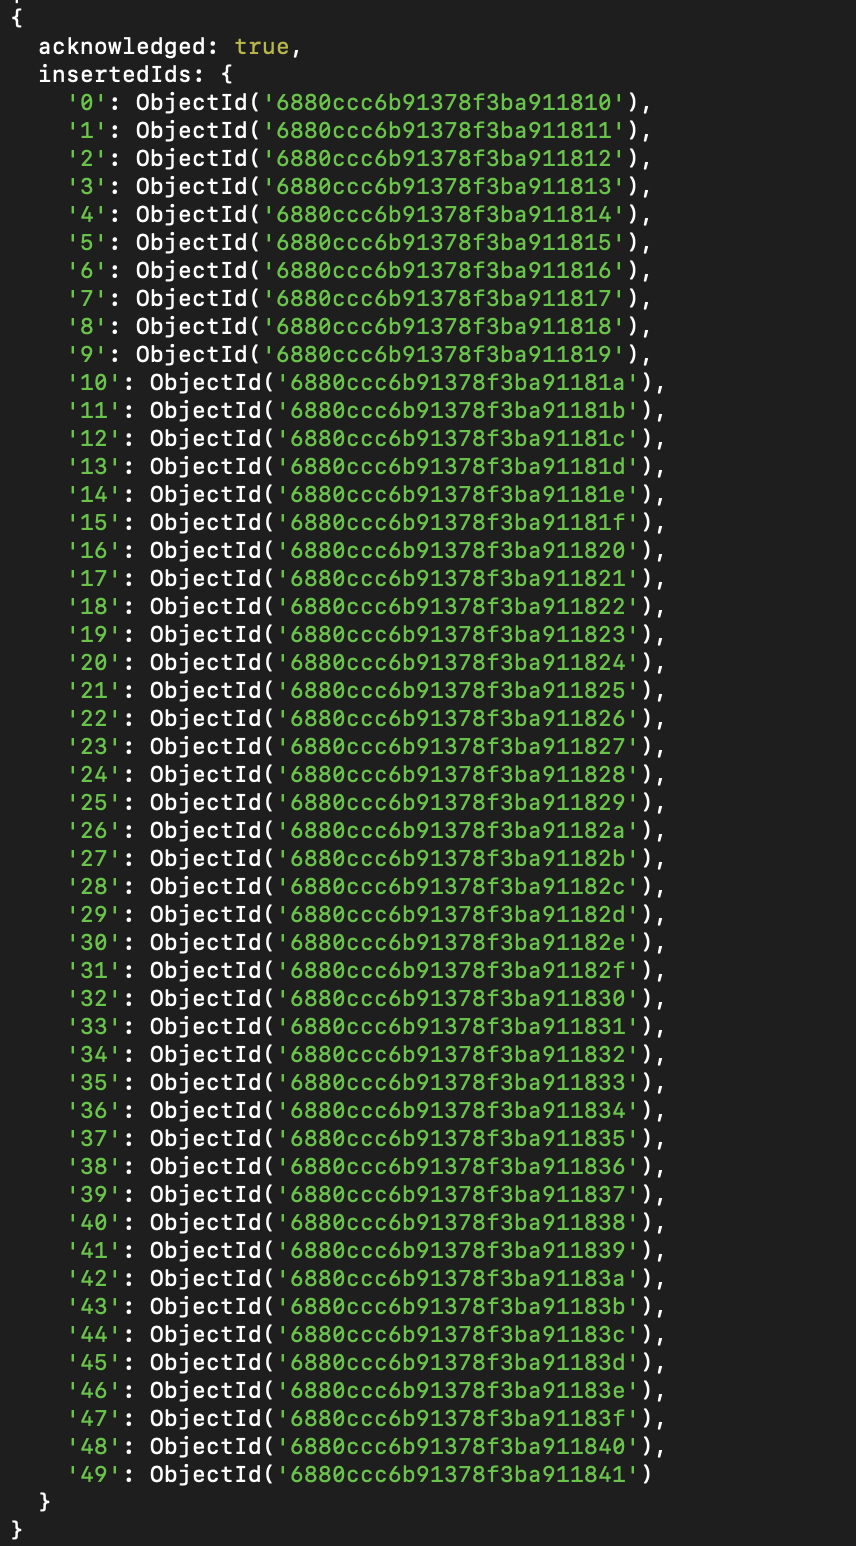 {
  acknowledged: true,
  insertedIds: {
    '0': ObjectId('6880ccc6b91378f3ba911810'),
    '1': ObjectId('6880ccc6b91378f3ba911811'),
    '2': ObjectId('6880ccc6b91378f3ba911812'),
    '3': ObjectId('6880ccc6b91378f3ba911813'),
    '4': ObjectId('6880ccc6b91378f3ba911814'),
    '5': ObjectId('6880ccc6b91378f3ba911815'),
    '6': ObjectId('6880ccc6b91378f3ba911816'),
    '7': ObjectId('6880ccc6b91378f3ba911817'),
    '8': ObjectId('6880ccc6b91378f3ba911818'),
    '9': ObjectId('6880ccc6b91378f3ba911819'),
    '10': ObjectId('6880ccc6b91378f3ba91181a'),
    '11': ObjectId('6880ccc6b91378f3ba91181b'),
    '12': ObjectId('6880ccc6b91378f3ba91181c'),
    '13': ObjectId('6880ccc6b91378f3ba91181d'),
    '14': ObjectId('6880ccc6b91378f3ba91181e'),
    '15': ObjectId('6880ccc6b91378f3ba91181f'),
    '16': ObjectId('6880ccc6b91378f3ba911820'),
    '17': ObjectId('6880ccc6b91378f3ba911821'),
    '18': ObjectId('6880ccc6b91378f3ba911822'),
    '19': ObjectId('6880ccc6b91378f3ba911823'),
    '20': ObjectId('6880ccc6b91378f3ba911824'),
    '21': ObjectId('6880ccc6b91378f3ba911825'),
    '22': ObjectId('6880ccc6b91378f3ba911826'),
    '23': ObjectId('6880ccc6b91378f3ba911827'),
    '24': ObjectId('6880ccc6b91378f3ba911828'),
    '25': ObjectId('6880ccc6b91378f3ba911829'),
    '26': ObjectId('6880ccc6b91378f3ba91182a'),
    '27': ObjectId('6880ccc6b91378f3ba91182b'),
    '28': ObjectId('6880ccc6b91378f3ba91182c'),
    '29': ObjectId('6880ccc6b91378f3ba91182d'),
    '30': ObjectId('6880ccc6b91378f3ba91182e'),
    '31': ObjectId('6880ccc6b91378f3ba91182f'),
    '32': ObjectId('6880ccc6b91378f3ba911830'),
    '33': ObjectId('6880ccc6b91378f3ba911831'),
    '34': ObjectId('6880ccc6b91378f3ba911832'),
    '35': ObjectId('6880ccc6b91378f3ba911833'),
    '36': ObjectId('6880ccc6b91378f3ba911834'),
    '37': ObjectId('6880ccc6b91378f3ba911835'),
    '38': ObjectId('6880ccc6b91378f3ba911836'),
    '39': ObjectId('6880ccc6b91378f3ba911837'),
    '40': ObjectId('6880ccc6b91378f3ba911838'),
    '41': ObjectId('6880ccc6b91378f3ba911839'),
    '42': ObjectId('6880ccc6b91378f3ba91183a'),
    '43': ObjectId('6880ccc6b91378f3ba91183b'),
    '44': ObjectId('6880ccc6b91378f3ba91183c'),
    '45': ObjectId('6880ccc6b91378f3ba91183d'),
    '46': ObjectId('6880ccc6b91378f3ba91183e'),
    '47': ObjectId('6880ccc6b91378f3ba91183f'),
    '48': ObjectId('6880ccc6b91378f3ba911840'),
    '49': ObjectId('6880ccc6b91378f3ba911841')
  }
}